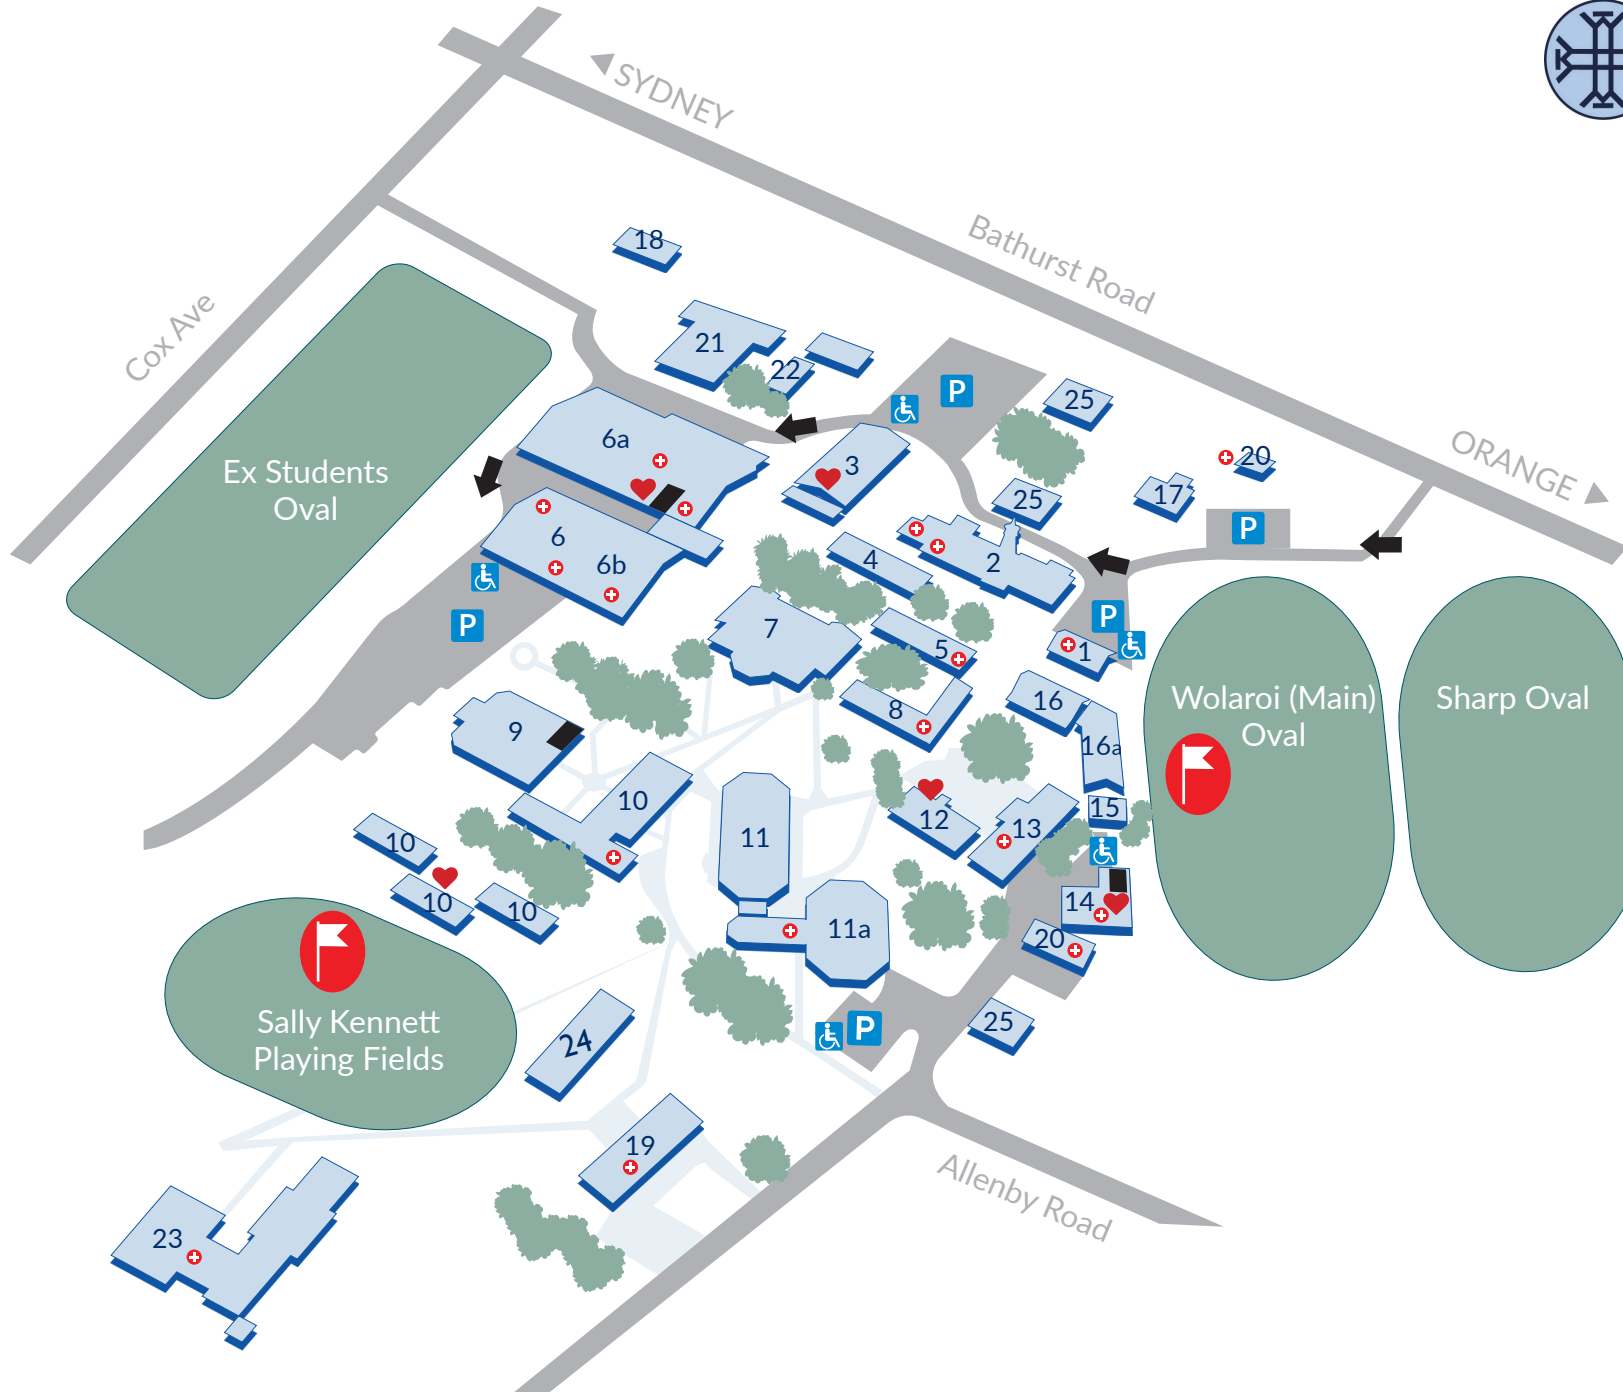 SYDNEY
Bathurst Road
18
Cox Ave
21
22
P
25
6a
3
ORANGE
20
17
Ex Students
Oval
25
P
6
6b
4
2
P
P
7
5
1
16
8
Wolaroi (Main)
Oval
Sharp Oval
9
16a
10
15
11
12
13
10
10
10
14
11a
20
Sally Kennett
Playing Fields
24
P
25
19
Allenby Road
23